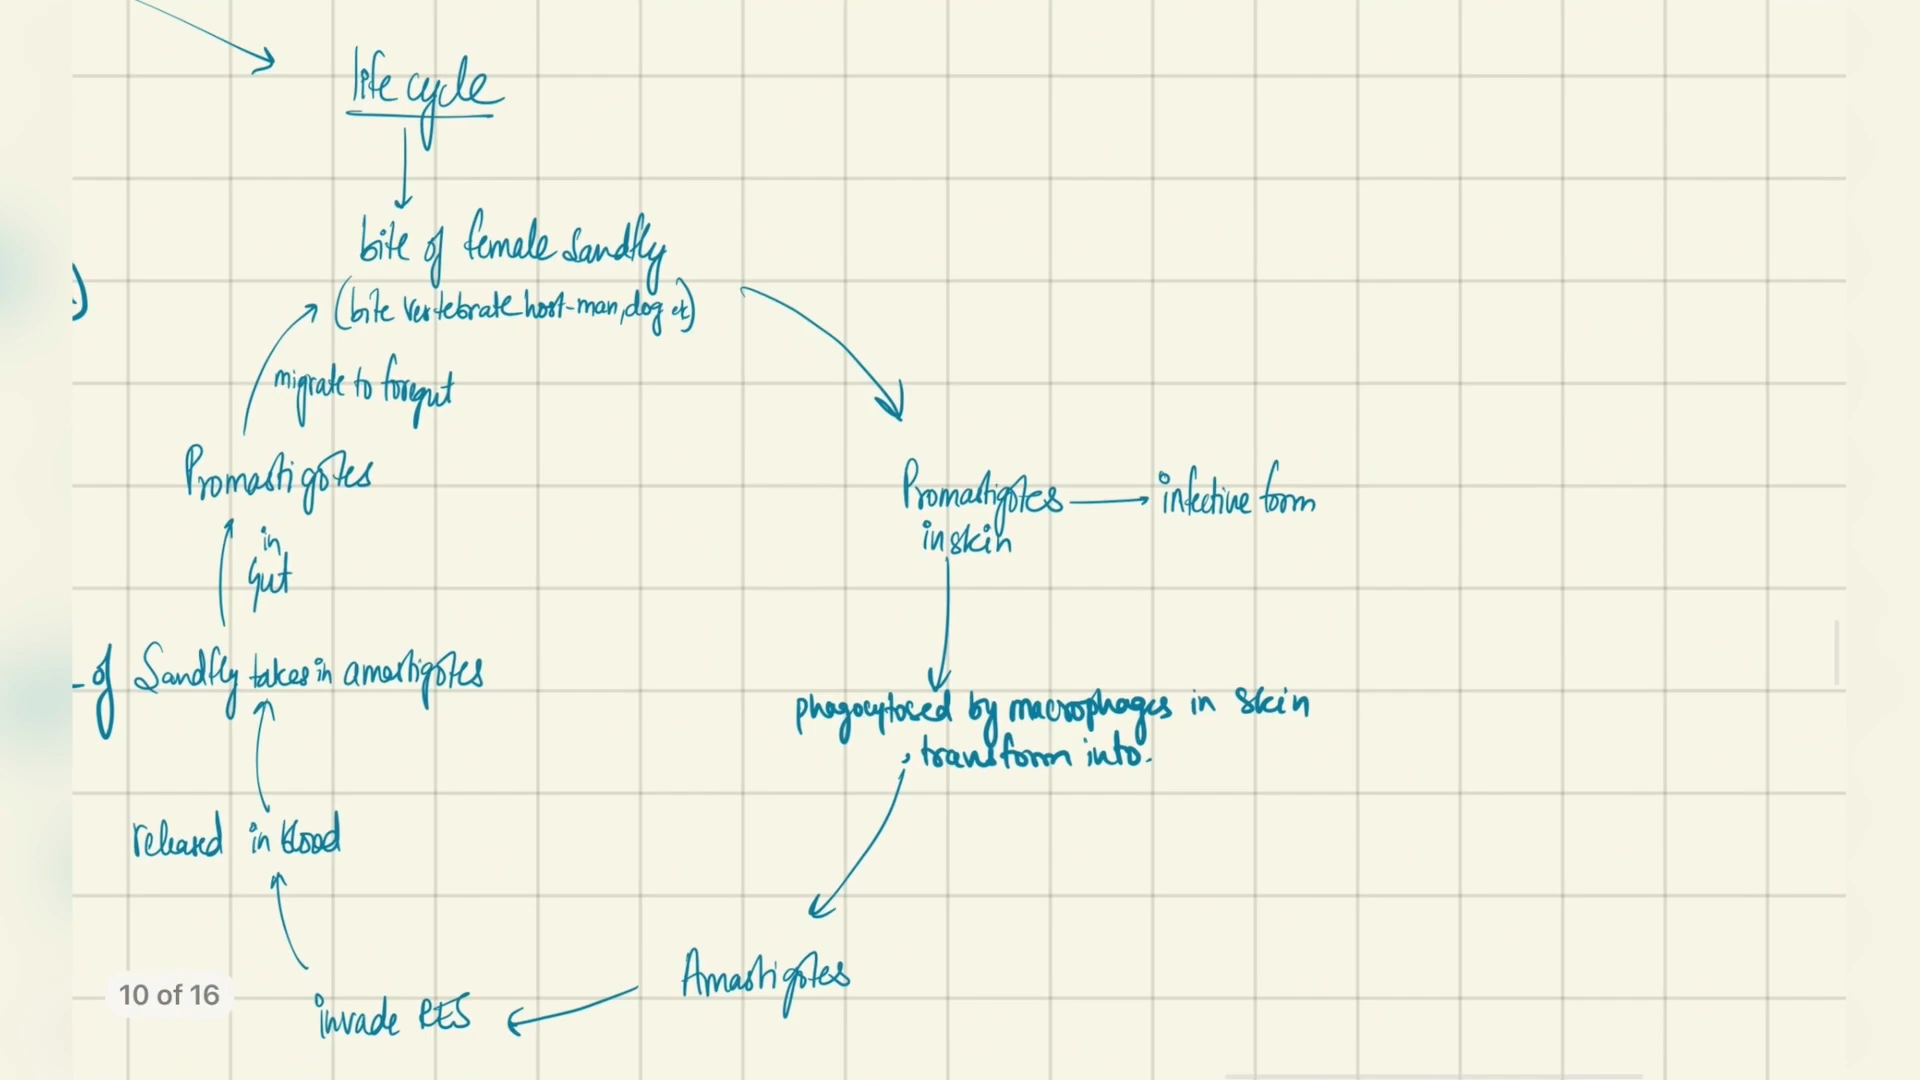 life cycle
bite of female Sandfly
(bite vertebrate host-man, dog etc)
)
migrate to foregut
Promastigotes
Promastigotes → infective form
in skin
in
gut
of Sandfly takes in amastigotes
phagocytosed by macrophages in skin
, transform into.
released in blood
Amastigotes
10 of 16
invade RES